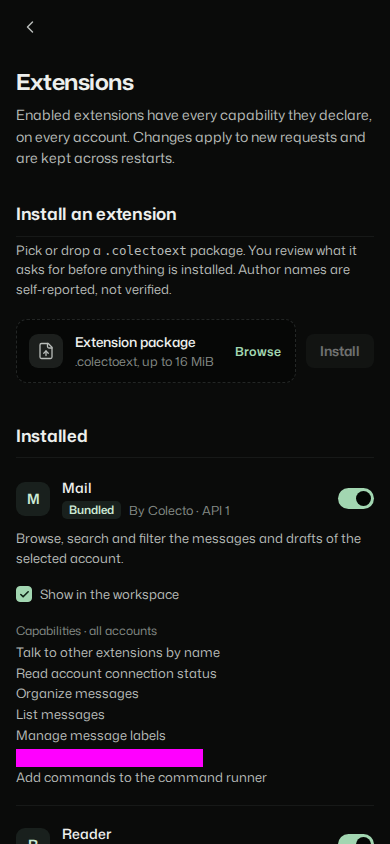 Extensions
Enabled extensions have every capability they declare,
on every account. Changes apply to new requests and
are kept across restarts.
Install an extension
Pick or drop a .colectoext package. You review what it
asks for before anything is installed. Author names are
self-reported, not verified.
Extension package
.colectoext, up to 16 MiB
Browse
Install
Installed
M
Mail
Bundled By Colecto · API 1
Browse, search and filter the messages and drafts of the
selected account.
Show in the workspace
Capabilities · all accounts
Talk to other extensions by name
Read account connection status
Organize messages
List messages
Manage message labels
Add commands to the command runner
Reader